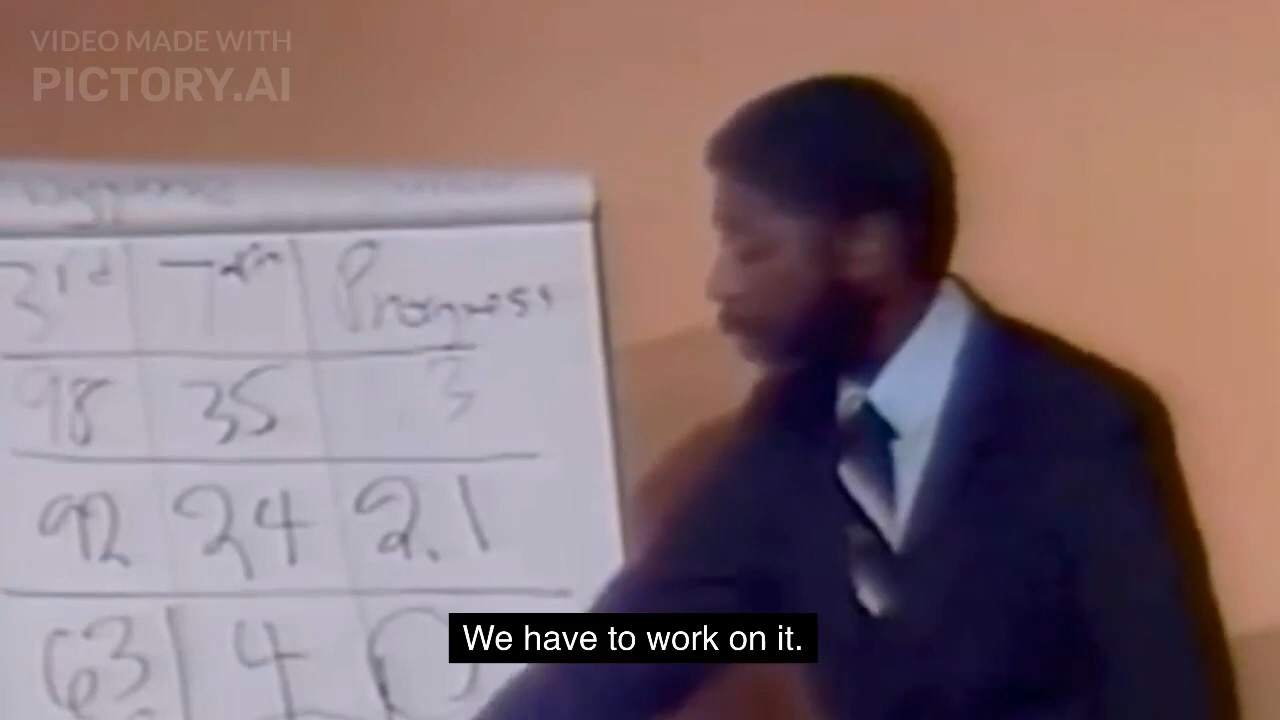 VIDEO MADE WITH
PICTORY.AI
3rd Progress
98 35 3
92 24 2.1
63 4 0
We have to work on it.